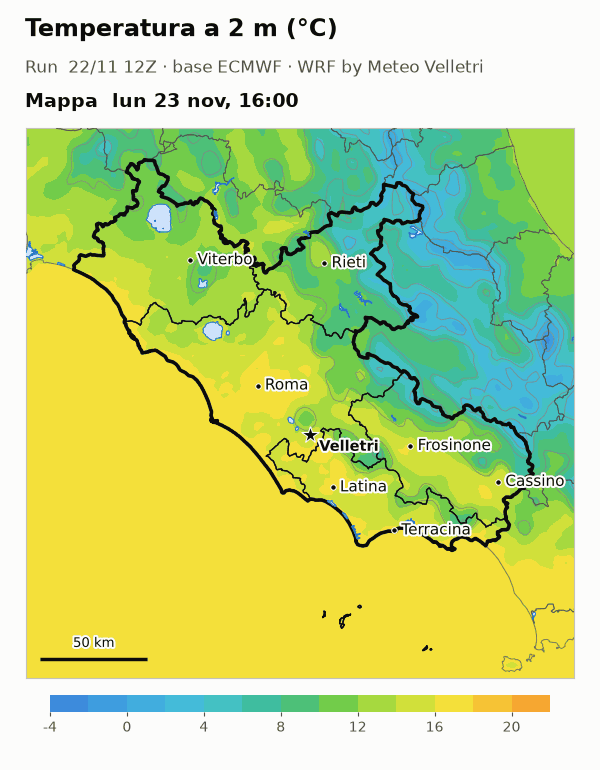 Temperatura a 2 m (°C)
Run  22/11 12Z · base ECMWF · WRF by Meteo Velletri
Mappa  lun 23 nov, 16:00
Viterbo
Rieti
Roma
Velletri
Frosinone
Latina
Cassino
Terracina
50 km
-4 0 4 8 12 16 20